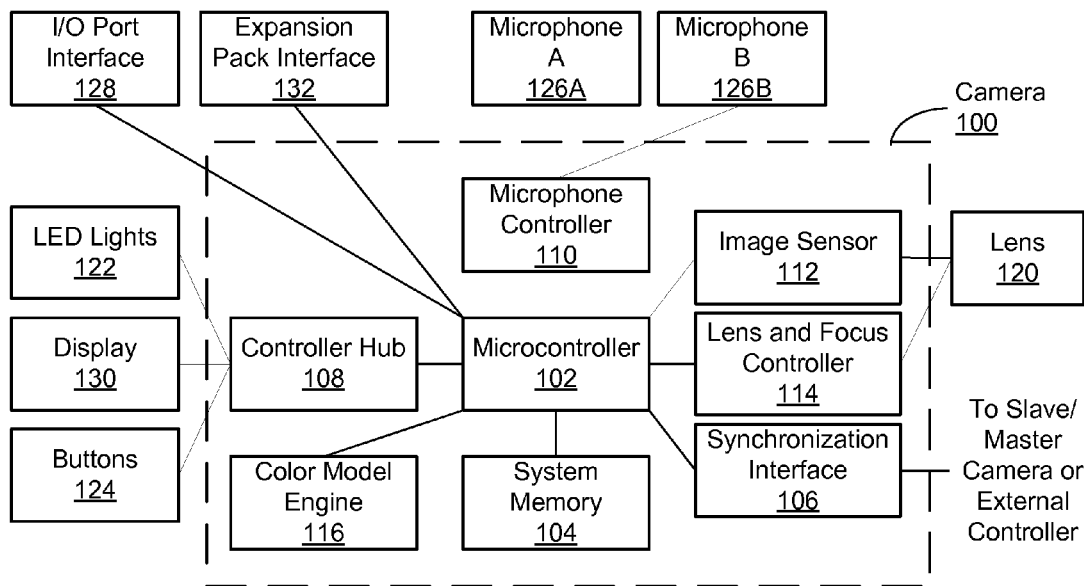 I/O Port
Interface
128
Expansion
Pack Interface
132
Microphone
A
126A
Microphone
B
126B
Camera
100
Microphone
Controller
110
LED Lights
122
Image Sensor
112
Lens
120
Display
130
Controller Hub
108
Microcontroller
102
Lens and Focus
Controller
114
Buttons
124
Color Model
Engine
116
System
Memory
104
Synchronization
Interface
106
To Slave/
Master
Camera or
External
Controller